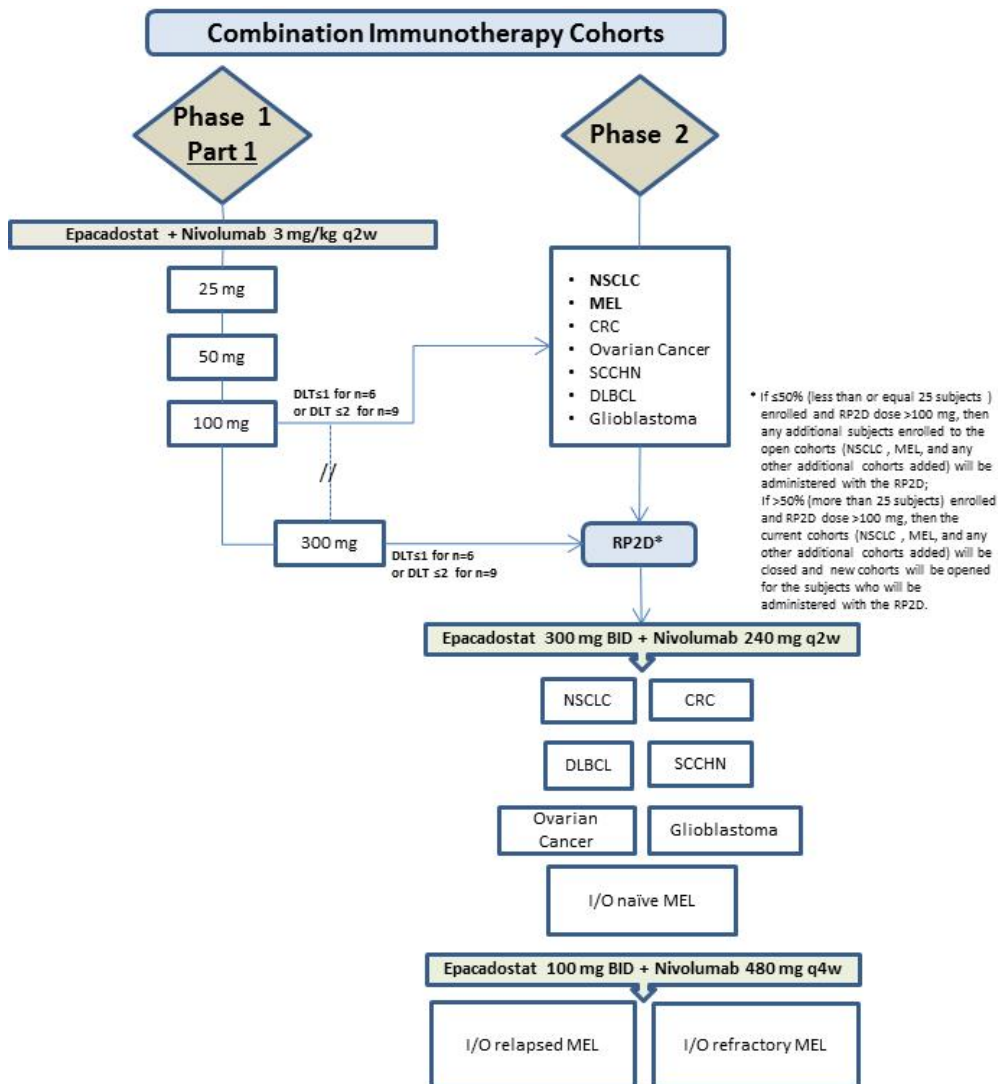 Combination Immunotherapy Cohorts
Phase 1
Part 1
Phase 2
Epacadostat + Nivolumab 3 mg/kg q2w
25 mg
50 mg
100 mg
DLT≤1 for n=6
or DLT ≤2 for n=9
//
300 mg
DLT≤1 for n=6
or DLT ≤2 for n=9
• NSCLC
• MEL
• CRC
• Ovarian Cancer
• SCCHN
• DLBCL
• Glioblastoma
RP2D*
* If ≤50% (less than or equal 25 subjects )
enrolled and RP2D dose >100 mg, then
any additional subjects enrolled to the
open cohorts (NSCLC , MEL, and any
other additional cohorts added) will be
administered with the RP2D;
If >50% (more than 25 subjects) enrolled
and RP2D dose >100 mg, then the
current cohorts (NSCLC , MEL, and any
other additional cohorts added) will be
closed and new cohorts will be opened
for the subjects who will be
administered with the RP2D.
Epacadostat 300 mg BID + Nivolumab 240 mg q2w
NSCLC
CRC
DLBCL
SCCHN
Ovarian
Cancer
Glioblastoma
I/O naïve MEL
Epacadostat 100 mg BID + Nivolumab 480 mg q4w
I/O relapsed MEL
I/O refractory MEL